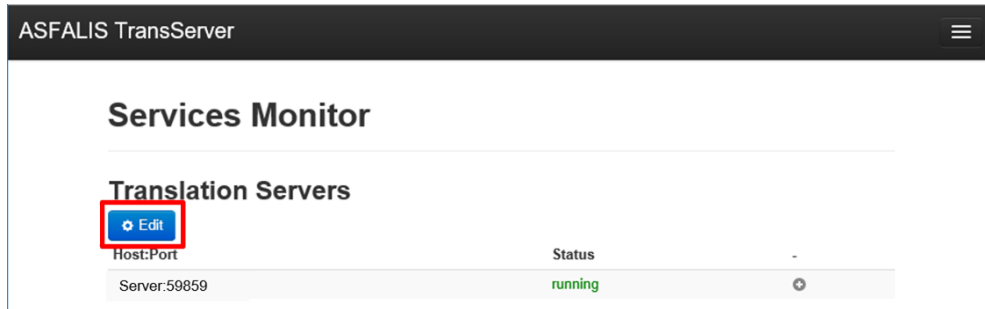 ASFALIS TransServer
Services Monitor
Translation Servers
Edit
Host:Port Status -
Server:59859 running